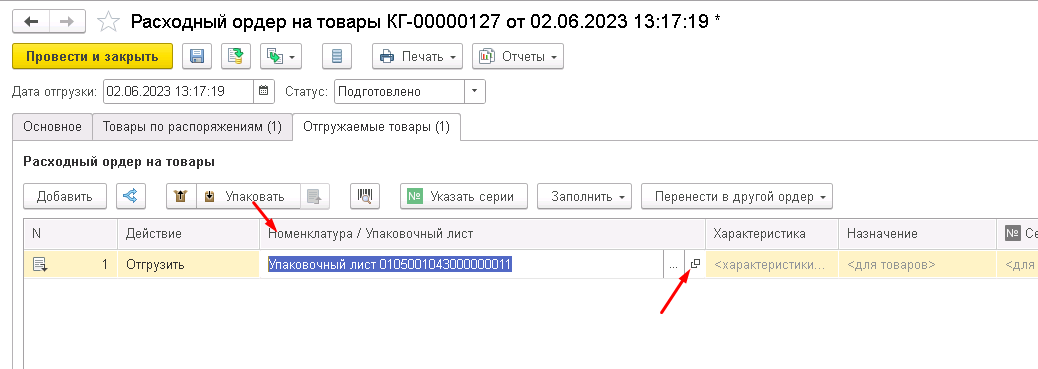 Расходный ордер на товары КГ-00000127 от 02.06.2023 13:17:19 *
Провести и закрыть Печать Отчеты
Дата отгрузки: 02.06.2023 13:17:19 Статус: Подготовлено
Основное Товары по распоряжениям (1) Отгружаемые товары (1)
Расходный ордер на товары
Добавить Упаковать № Указать серии Заполнить Перенести в другой ордер
N Действие Номенклатура / Упаковочный лист Характеристика Назначение № Се
1 Отгрузить Упаковочный лист 0105001043000000011 ... <характеристики... <для товаров> <для